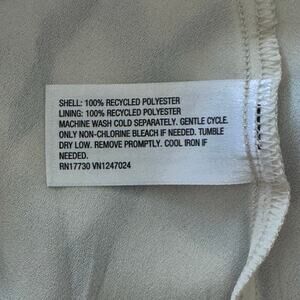 SHELL: 100% RECYCLED POLYESTER
LINING: 100% RECYCLED POLYESTER
MACHINE WASH COLD SEPARATELY. GENTLE CYCLE.
ONLY NON-CHLORINE BLEACH IF NEEDED. TUMBLE
DRY LOW. REMOVE PROMPTLY. COOL IRON IF
NEEDED.
RN17730 VN1247024